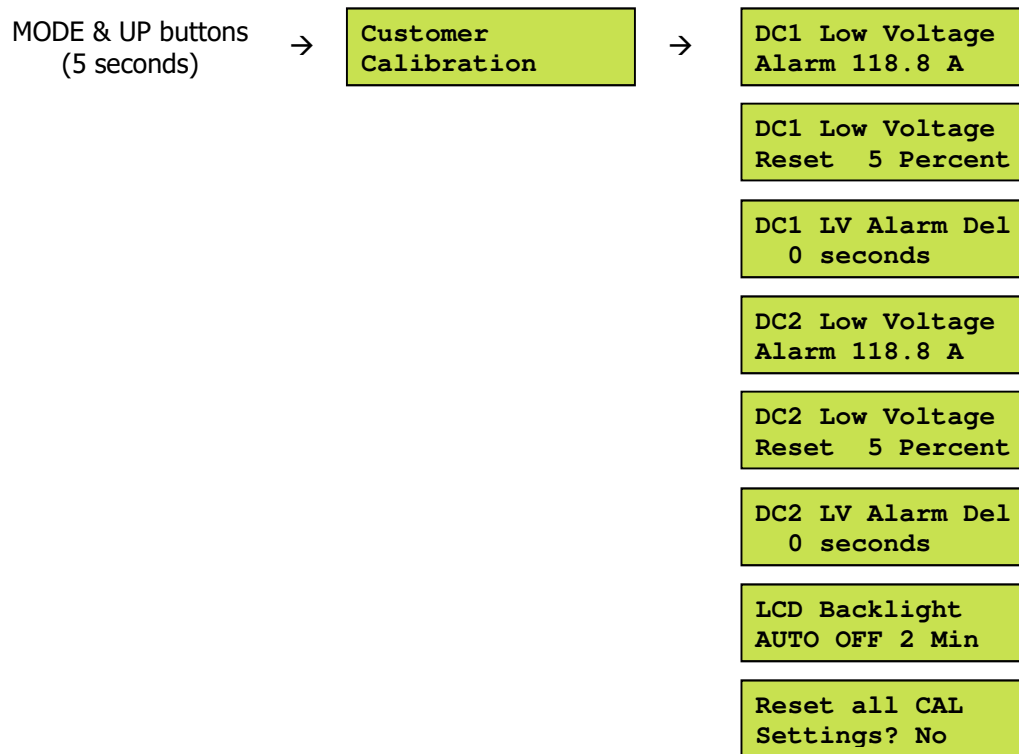 MODE & UP buttons
(5 seconds)
→
Customer
Calibration
→
DC1 Low Voltage
Alarm 118.8 A
DC1 Low Voltage
Reset  5 Percent
DC1 LV Alarm Del
0 seconds
DC2 Low Voltage
Alarm 118.8 A
DC2 Low Voltage
Reset  5 Percent
DC2 LV Alarm Del
0 seconds
LCD Backlight
AUTO OFF 2 Min
Reset all CAL
Settings? No